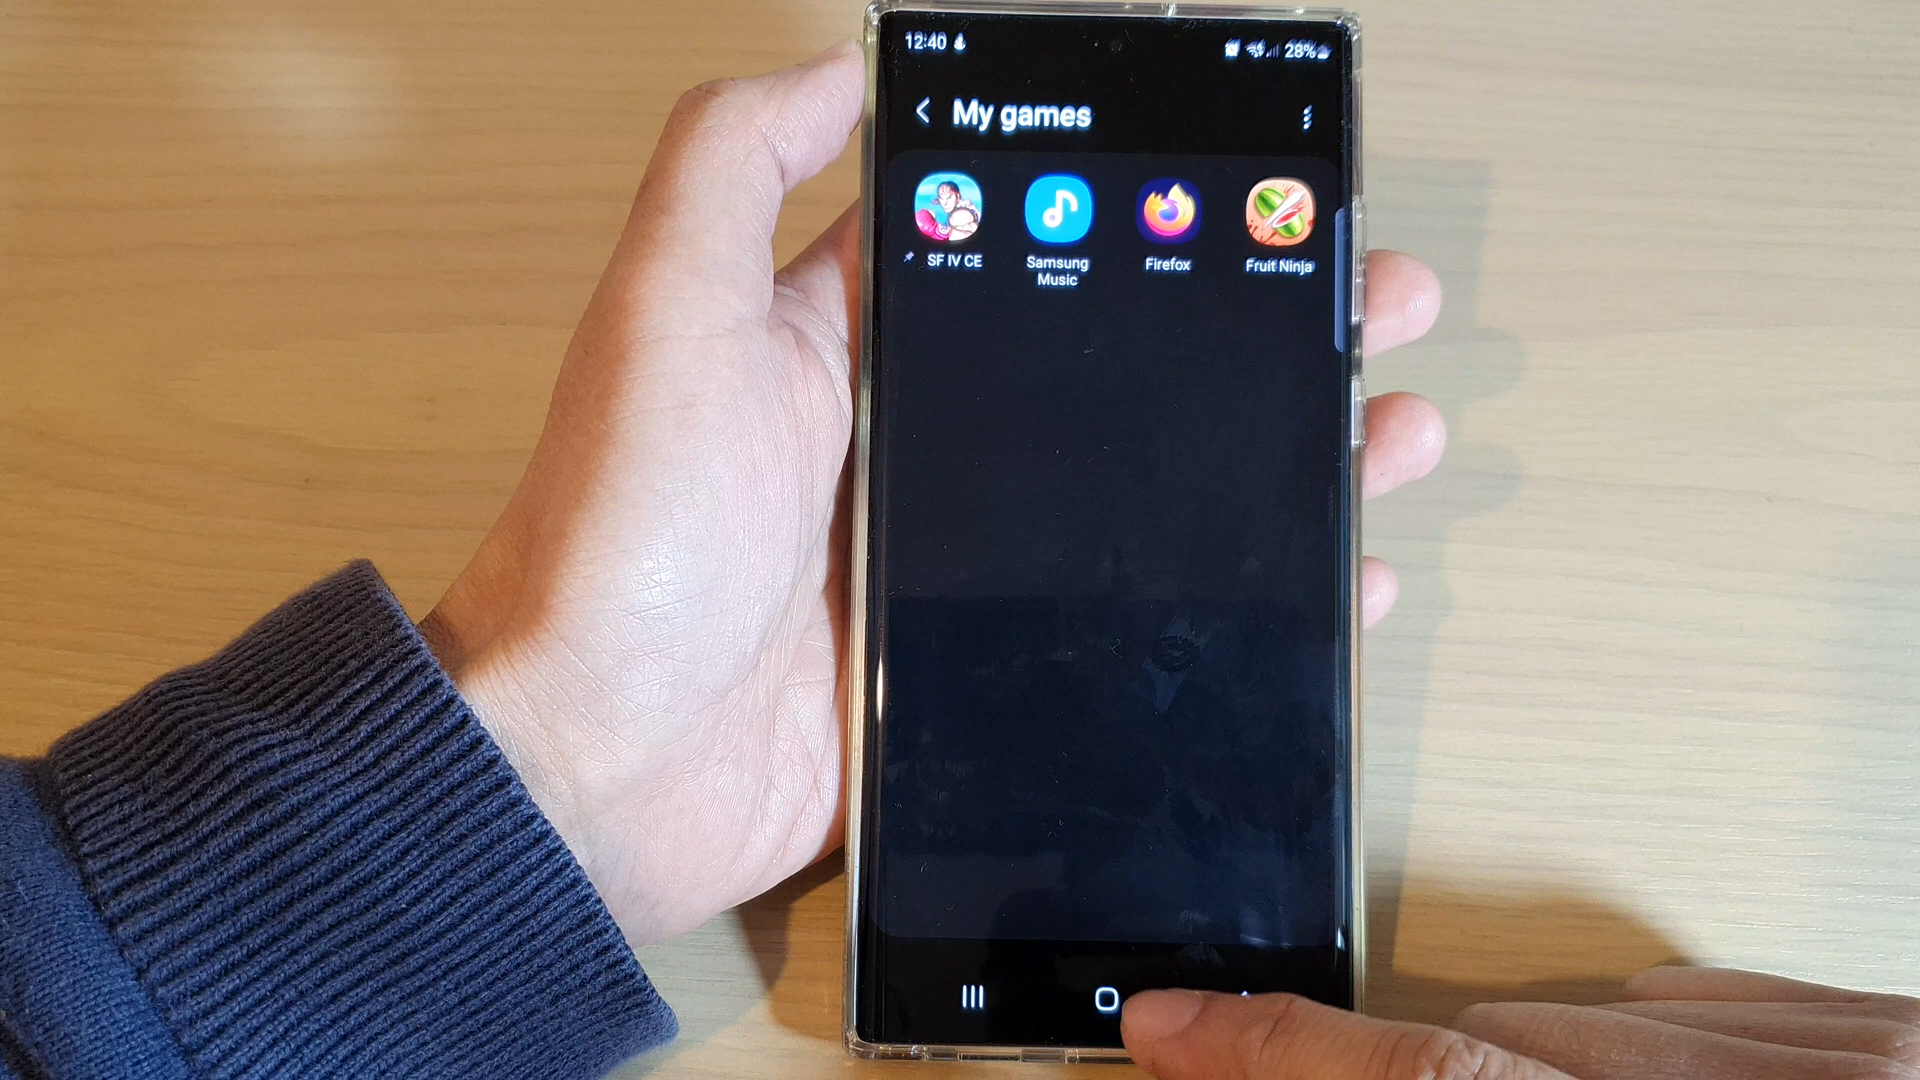 12:40
28%
My games
SF IV CE
Samsung
Music
Firefox
Fruit Ninja